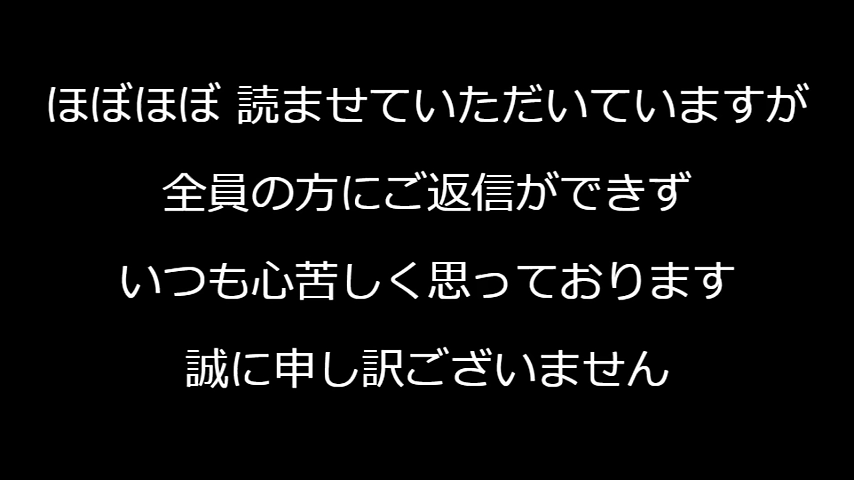 ほぼほぼ 読ませていただいていますが
全員の方にご返信ができず
いつも心苦しく思っております
誠に申し訳ございません